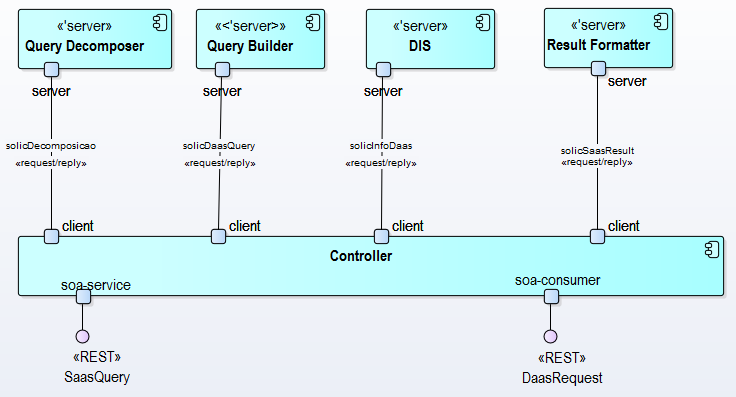 «'server»
Query Decomposer
«<'server>»
Query Builder
«'server»
DIS
«'server»
Result Formatter
server
server
server
server
solicDecomposicao
«request/reply»
solicDaasQuery
«request/reply»
solicInfoDaas
«request/reply»
solicSaasResult
«request/reply»
client
client
client
client
Controller
soa-service
soa-consumer
«REST»
SaasQuery
«REST»
DaasRequest